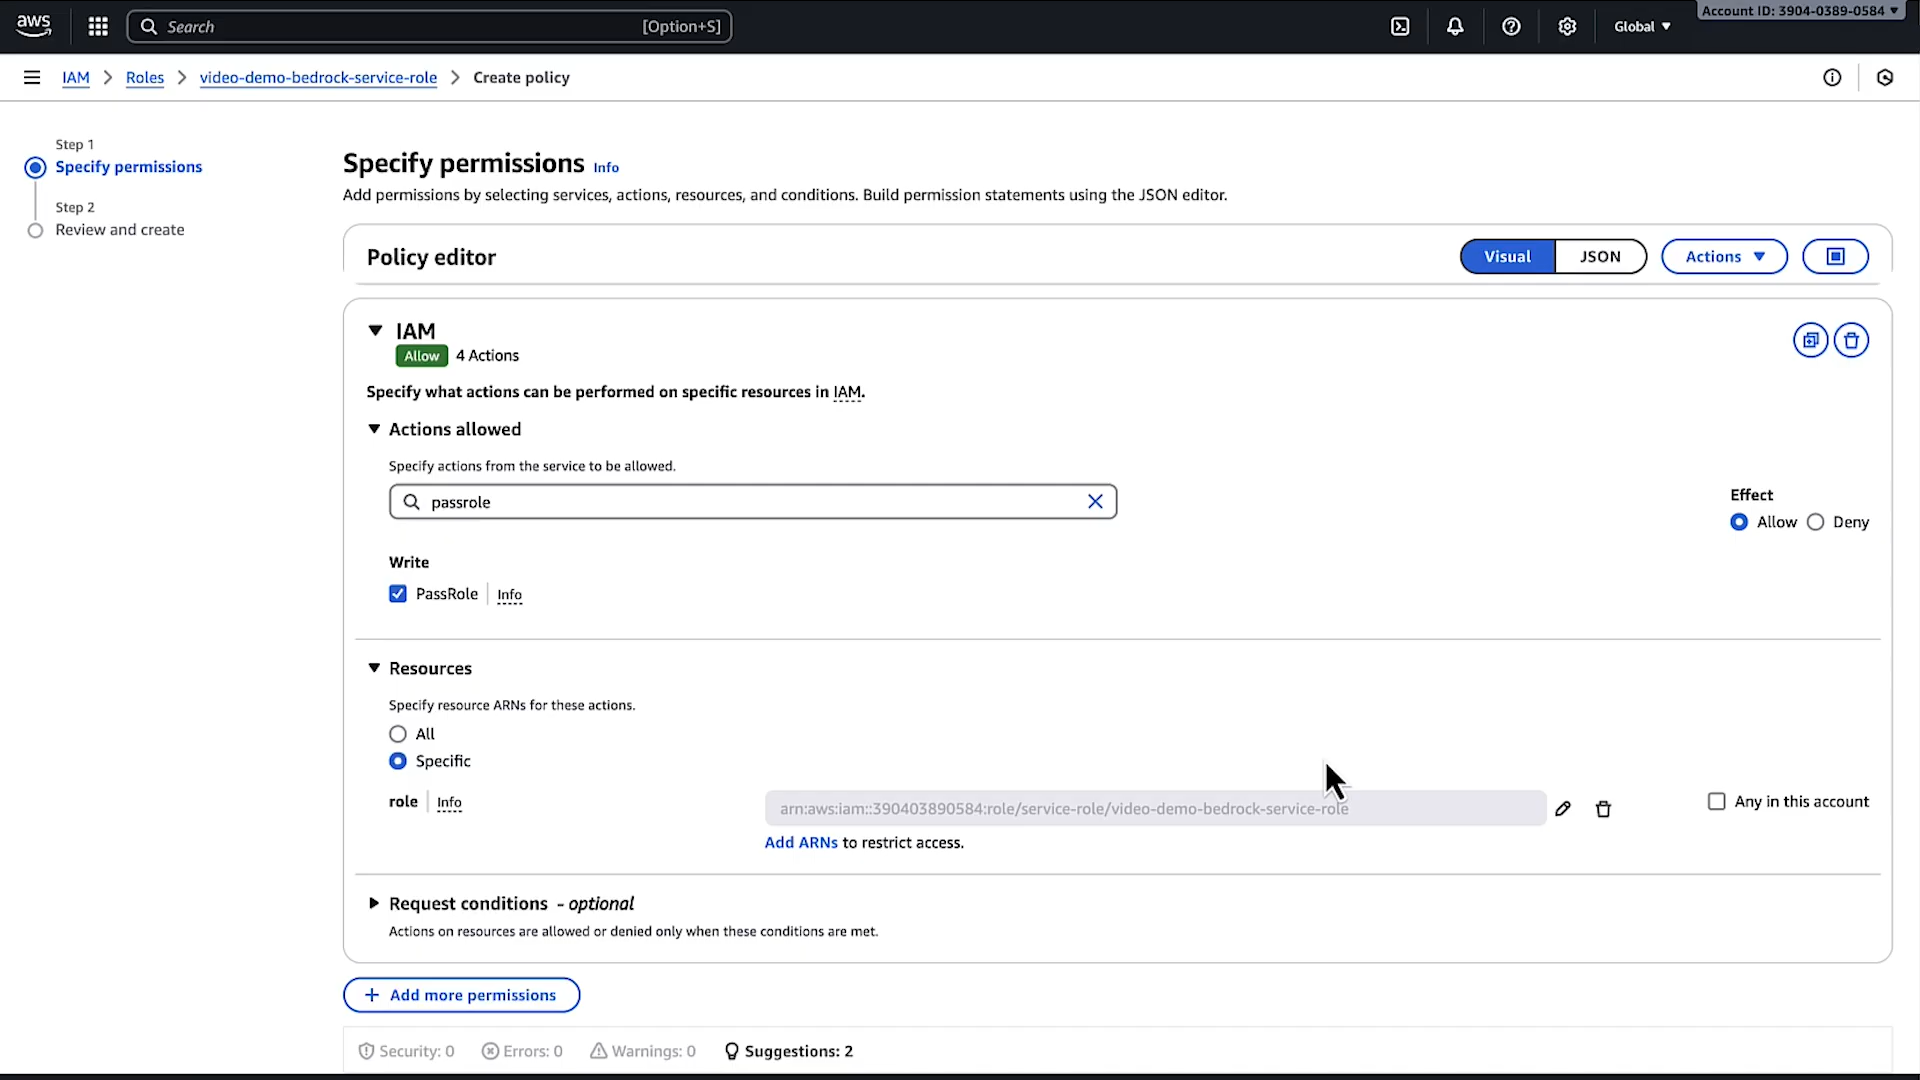 aws
Search
[Option+S]
Global
Account ID: 3904-0389-0584
IAM
Roles
video-demo-bedrock-service-role
Create policy
Step 1
Specify permissions
Step 2
Review and create
Specify permissions Info
Add permissions by selecting services, actions, resources, and conditions. Build permission statements using the JSON editor.
Policy editor
Visual
JSON
Actions
IAM
Allow 4 Actions
Specify what actions can be performed on specific resources in IAM.
Actions allowed
Specify actions from the service to be allowed.
passrole
Effect
Allow
Deny
Write
PassRole
Info
Resources
Specify resource ARNs for these actions.
All
Specific
role
Info
arn:aws:iam::390403890584:role/service-role/video-demo-bedrock-service-role
Any in this account
Add ARNs to restrict access.
Request conditions - optional
Actions on resources are allowed or denied only when these conditions are met.
+ Add more permissions
Security: 0
Errors: 0
Warnings: 0
Suggestions: 2